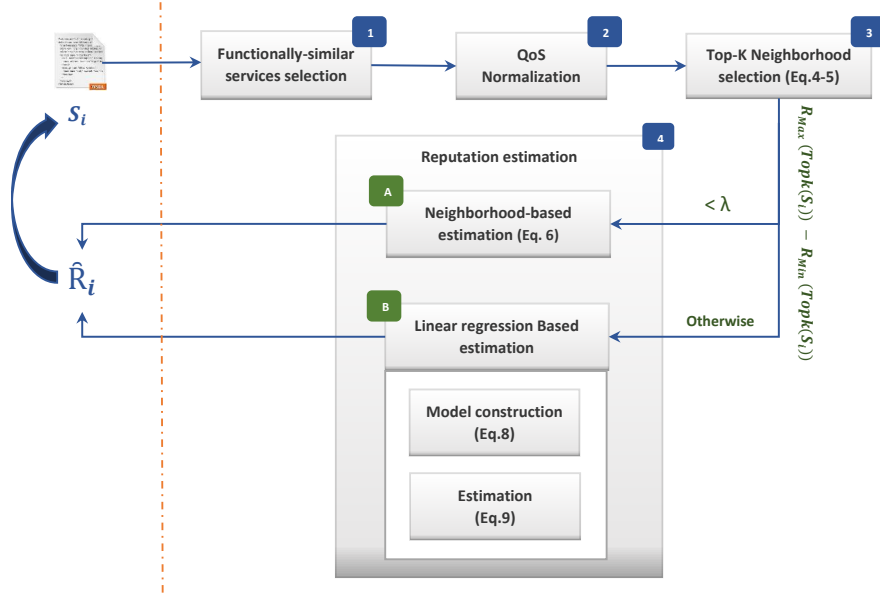 1
2
3
Functionally-similar
services selection
QoS
Normalization
Top-K Neighborhood
selection (Eq.4-5)
S_i
R_Max (Topk(S_i)) − R_Min (Topk(S_i))
4
Reputation estimation
A
Neighborhood-based
estimation (Eq. 6)
< λ
R̂_i
B
Linear regression Based
estimation
Otherwise
Model construction
(Eq.8)
Estimation
(Eq.9)